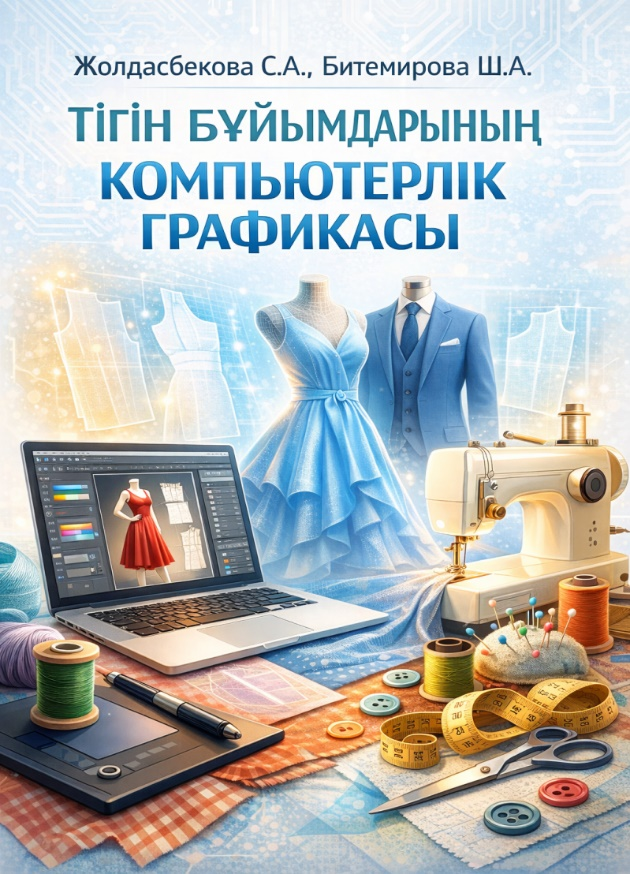 Жолдасбекова С.А., Битемирова Ш.А.
ТІГІН БҰЙЫМДАРЫНЫҢ
КОМПЬЮТЕРЛІК
ГРАФИКАСЫ